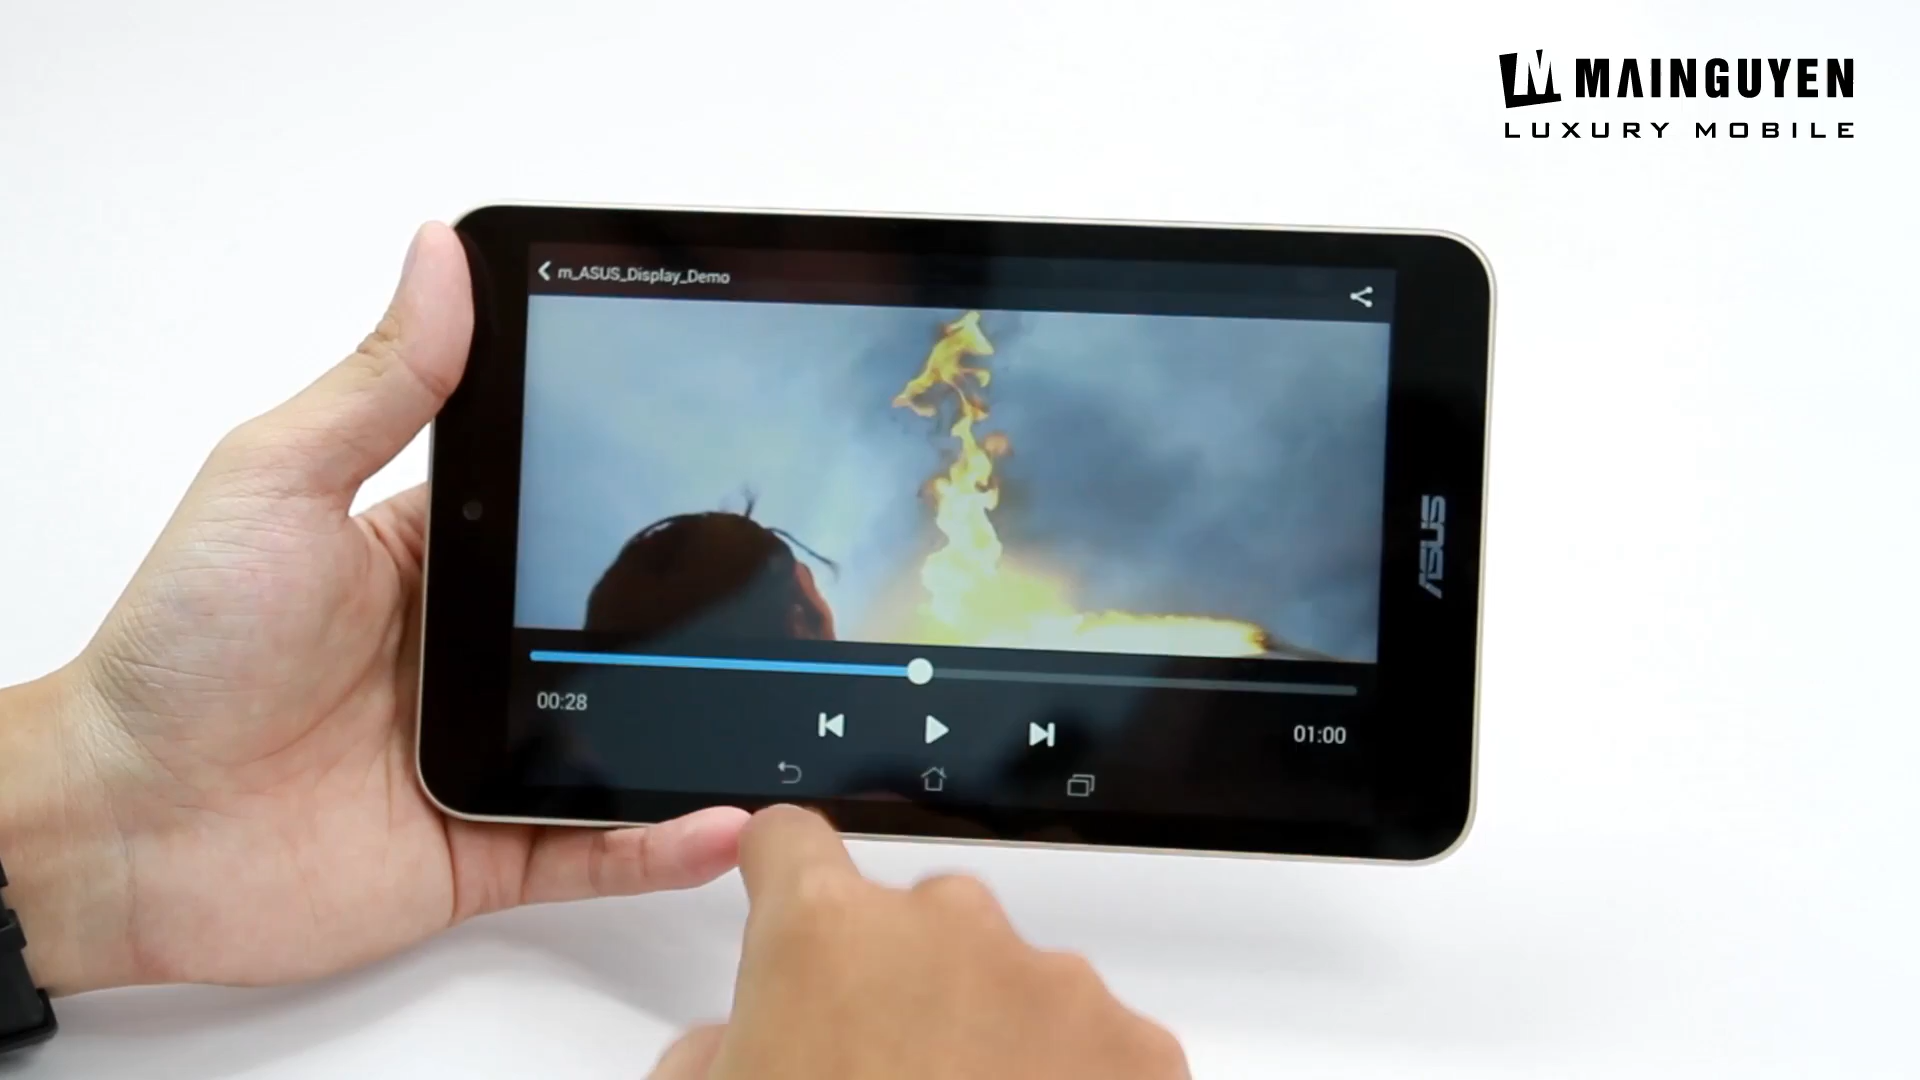 MAINGUYEN
LUXURY MOBILE
m_ASUS_Display_Demo
ASUS
00:28
01:00